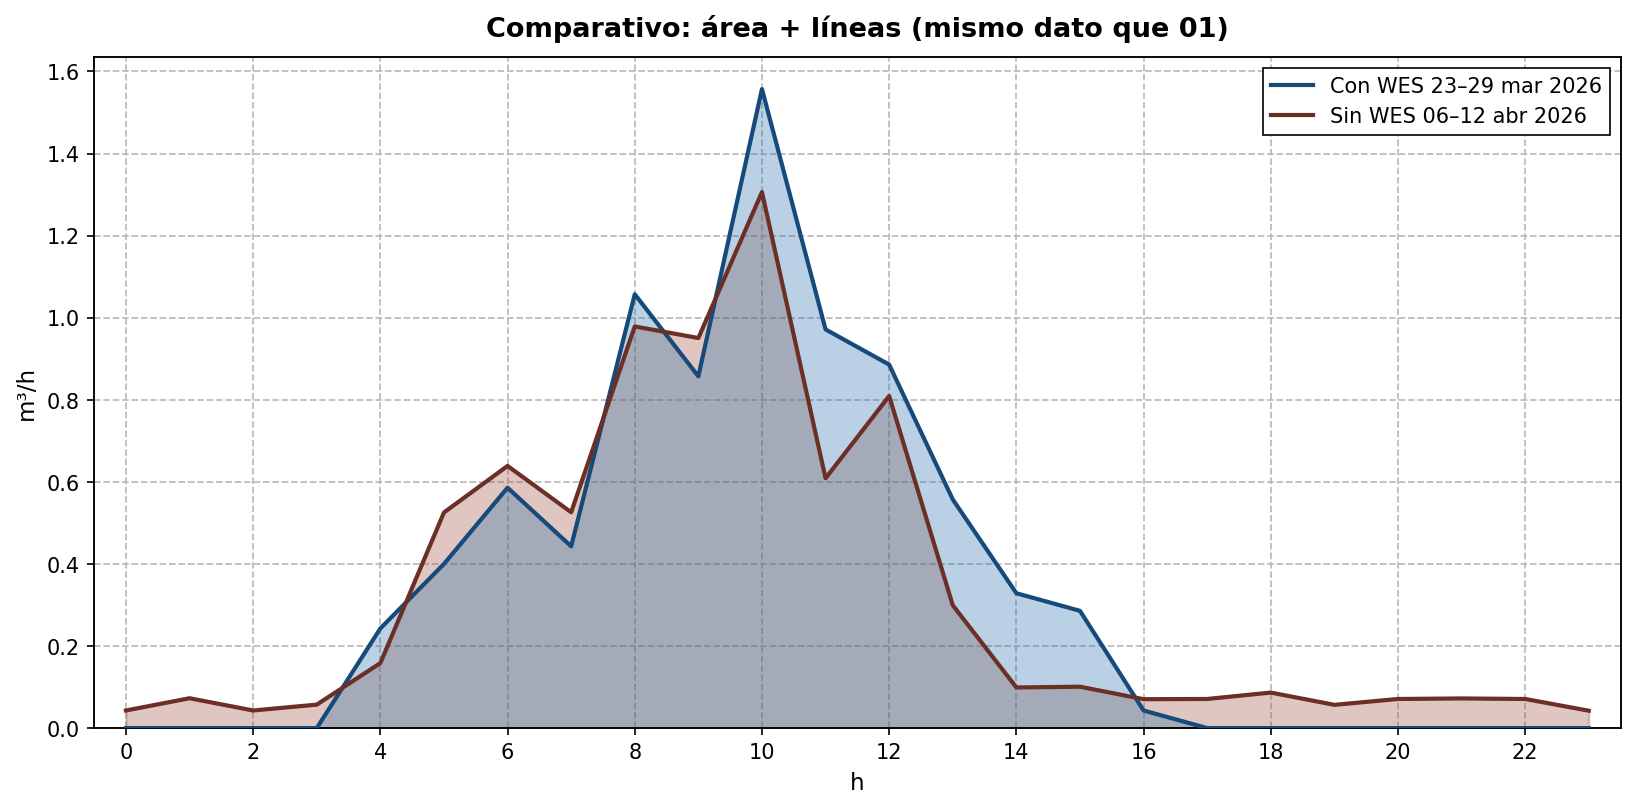 Comparativo: área + líneas (mismo dato que 01)
Con WES 23–29 mar 2026
Sin WES 06–12 abr 2026
m³/h
1.6
1.4
1.2
1.0
0.8
0.6
0.4
0.2
0.0
0 2 4 6 8 10 12 14 16 18 20 22
h